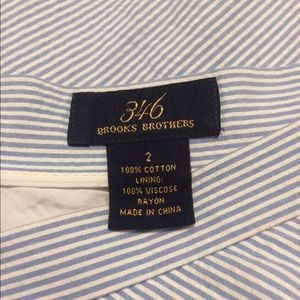 346
BROOKS BROTHERS
2
100% COTTON
LINING:
100% VISCOSE
RAYON
MADE IN CHINA